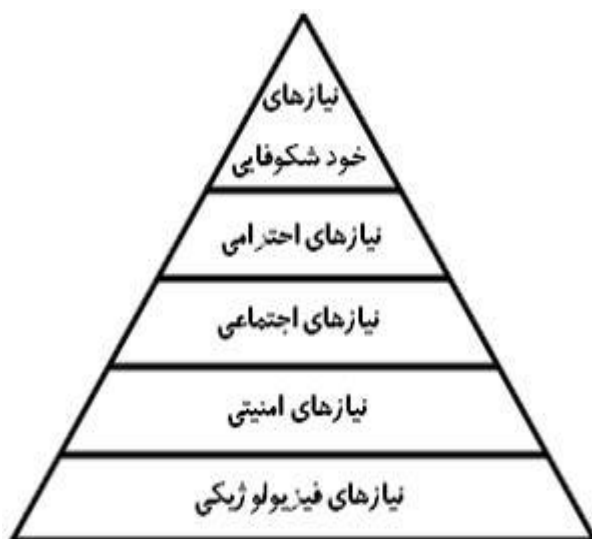 نیازهای
خود شکوفایی
نیازهای احترامی
نیازهای اجتماعی
نیازهای امنیتی
نیازهای فیزیولوژیکی